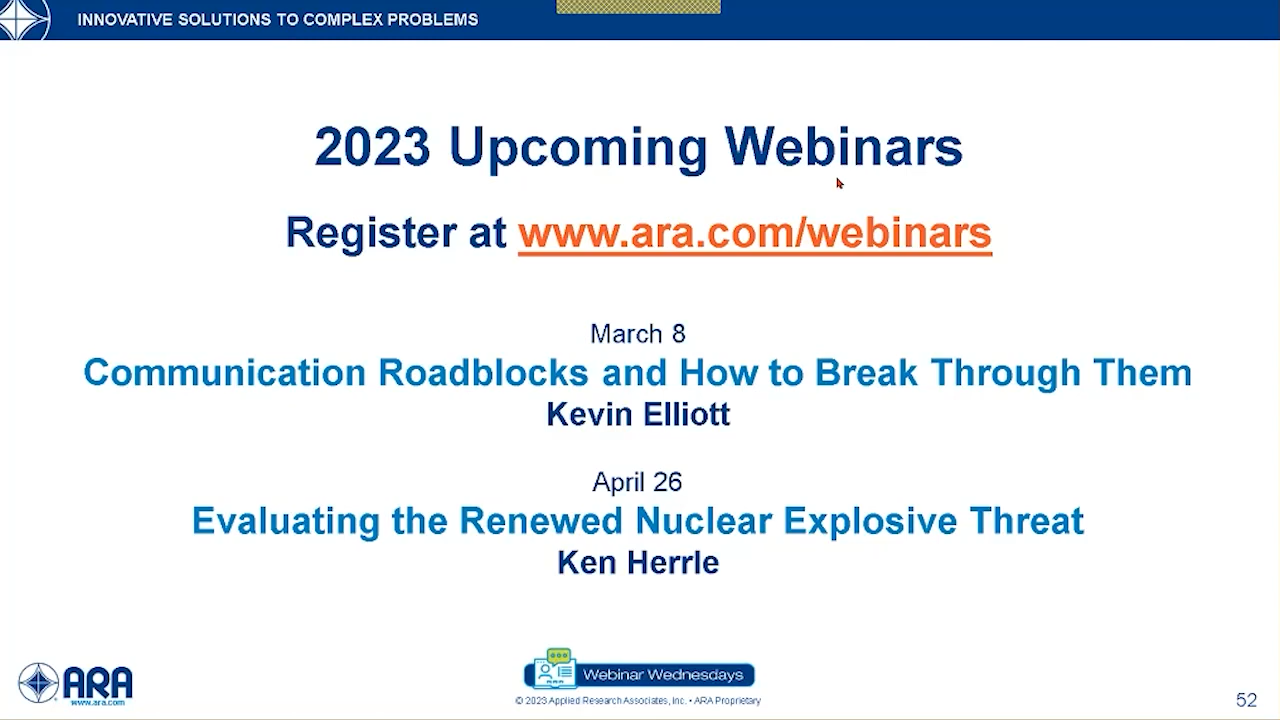 INNOVATIVE SOLUTIONS TO COMPLEX PROBLEMS
2023 Upcoming Webinars
Register at www.ara.com/webinars
March 8
Communication Roadblocks and How to Break Through Them
Kevin Elliott
April 26
Evaluating the Renewed Nuclear Explosive Threat
Ken Herrle
ARA
www.ara.com
Webinar Wednesdays
© 2023 Applied Research Associates, Inc. • ARA Proprietary
52